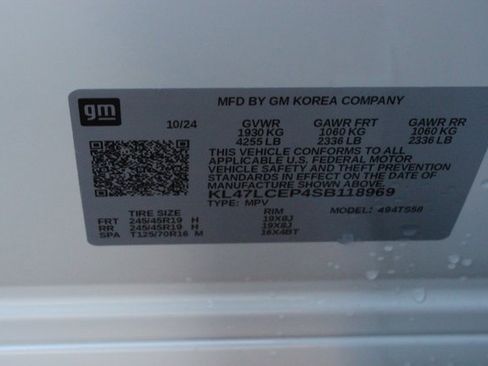 MFD BY GM KOREA COMPANY
gm
10/24 GVWR GAWR FRT GAWR RR
1930 KG 1060 KG 1060 KG
4255 LB 2336 LB 2336 LB
THIS VEHICLE CONFORMS TO ALL
APPLICABLE U.S. FEDERAL MOTOR
VEHICLE SAFETY AND THEFT PREVENTION
STANDARDS IN EFFECT ON THE DATE OF
MANUFACTURE SHOWN ABOVE.
KL47LCEP4SB118969
TYPE: MPV MODEL: 494TS58
TIRE SIZE RIM
FRT 245/45R19 H 19X8J
RR 245/45R19 H 19X8J
SPA T125/70R16 M 16X4BT